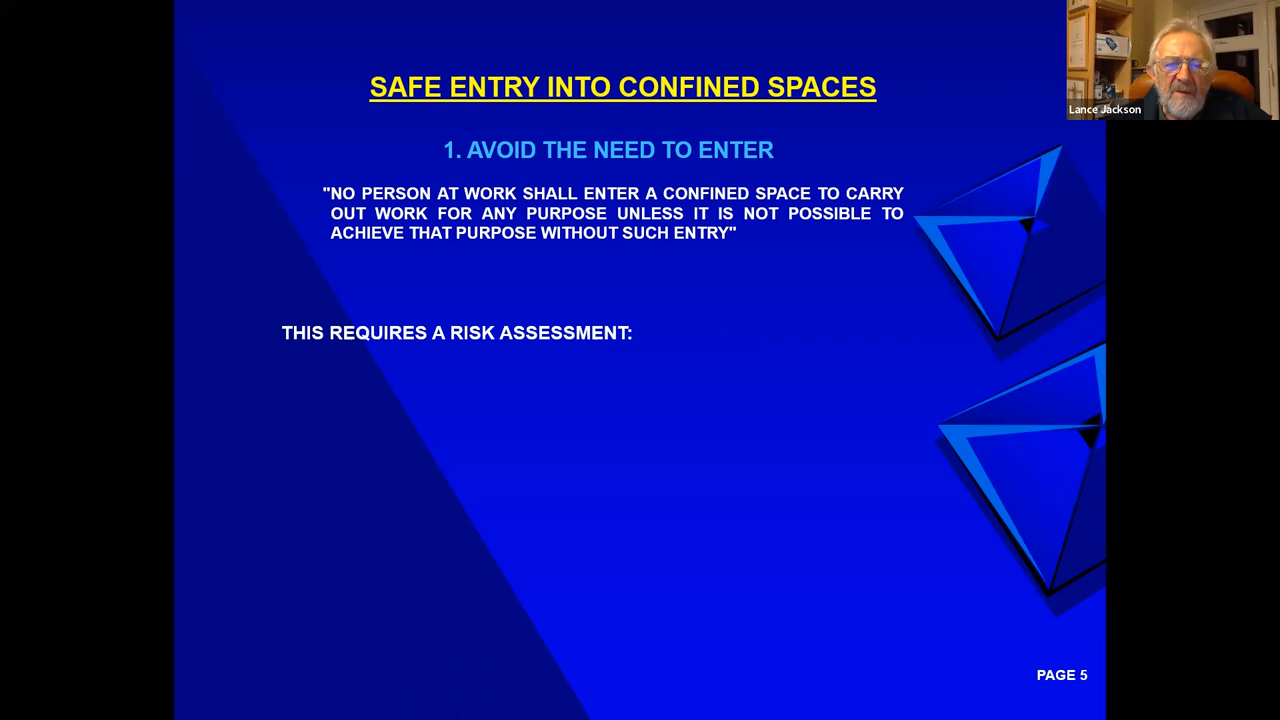 SAFE ENTRY INTO CONFINED SPACES
1. AVOID THE NEED TO ENTER
"NO PERSON AT WORK SHALL ENTER A CONFINED SPACE TO CARRY
OUT WORK FOR ANY PURPOSE UNLESS IT IS NOT POSSIBLE TO
ACHIEVE THAT PURPOSE WITHOUT SUCH ENTRY"
THIS REQUIRES A RISK ASSESSMENT:
PAGE 5
Lance Jackson